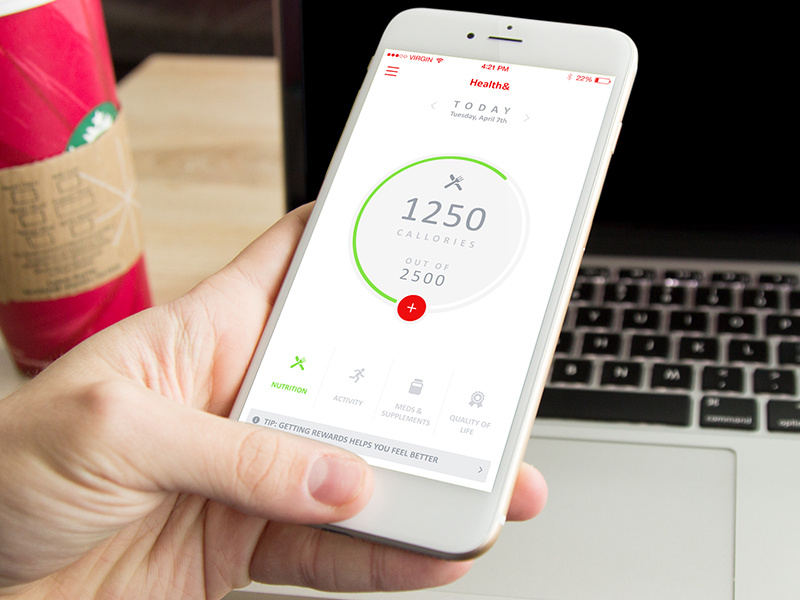 VIRGIN
4:21 PM
22%
Health&
TODAY
Tuesday, April 7th
1250
CALLORIES
OUT OF
2500
+
NUTRITION
ACTIVITY
MEDS &
SUPPLEMENTS
QUALITY OF
LIFE
TIP: GETTING REWARDS HELPS YOU FEEL BETTER
U
I
O
P
H
J
K
L
B
N
M
command
option